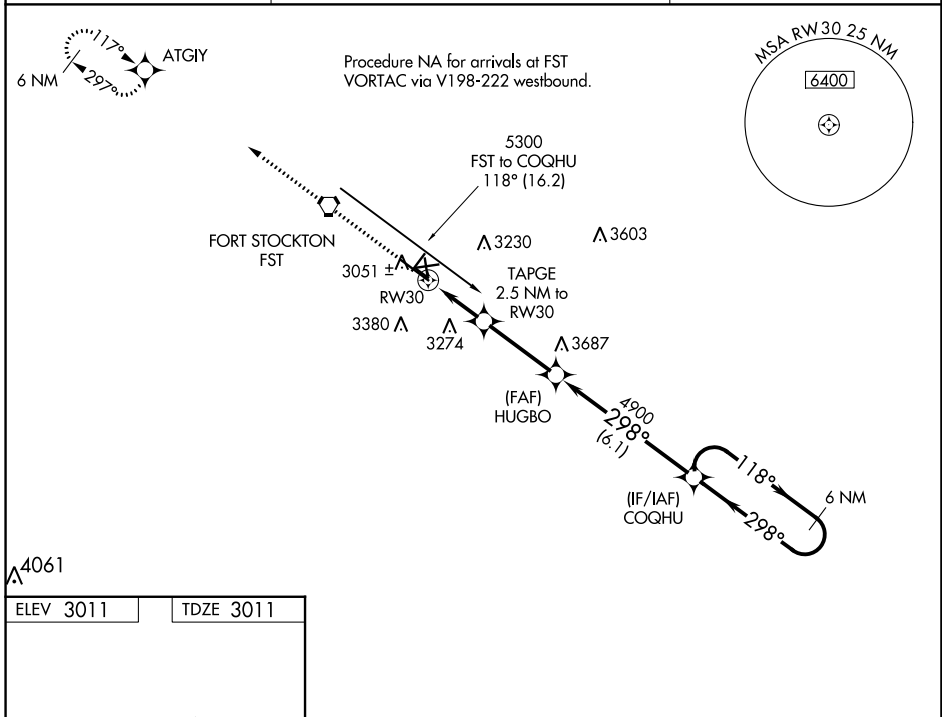 117°
ATGIY
6 NM
297°
Procedure NA for arrivals at FST
VORTAC via V198-222 westbound.
MSA RW30 25 NM
6400
5300
FST to COQHU
118° (16.2)
FORT STOCKTON
FST
3230
3603
3051 ±
RW30
TAPGE
2.5 NM to
RW30
3380
3274
3687
(FAF)
HUGBO
4900
298°
(6.1)
(IF/IAF)
COQHU
118°
298°
6 NM
4061
ELEV 3011
TDZE 3011